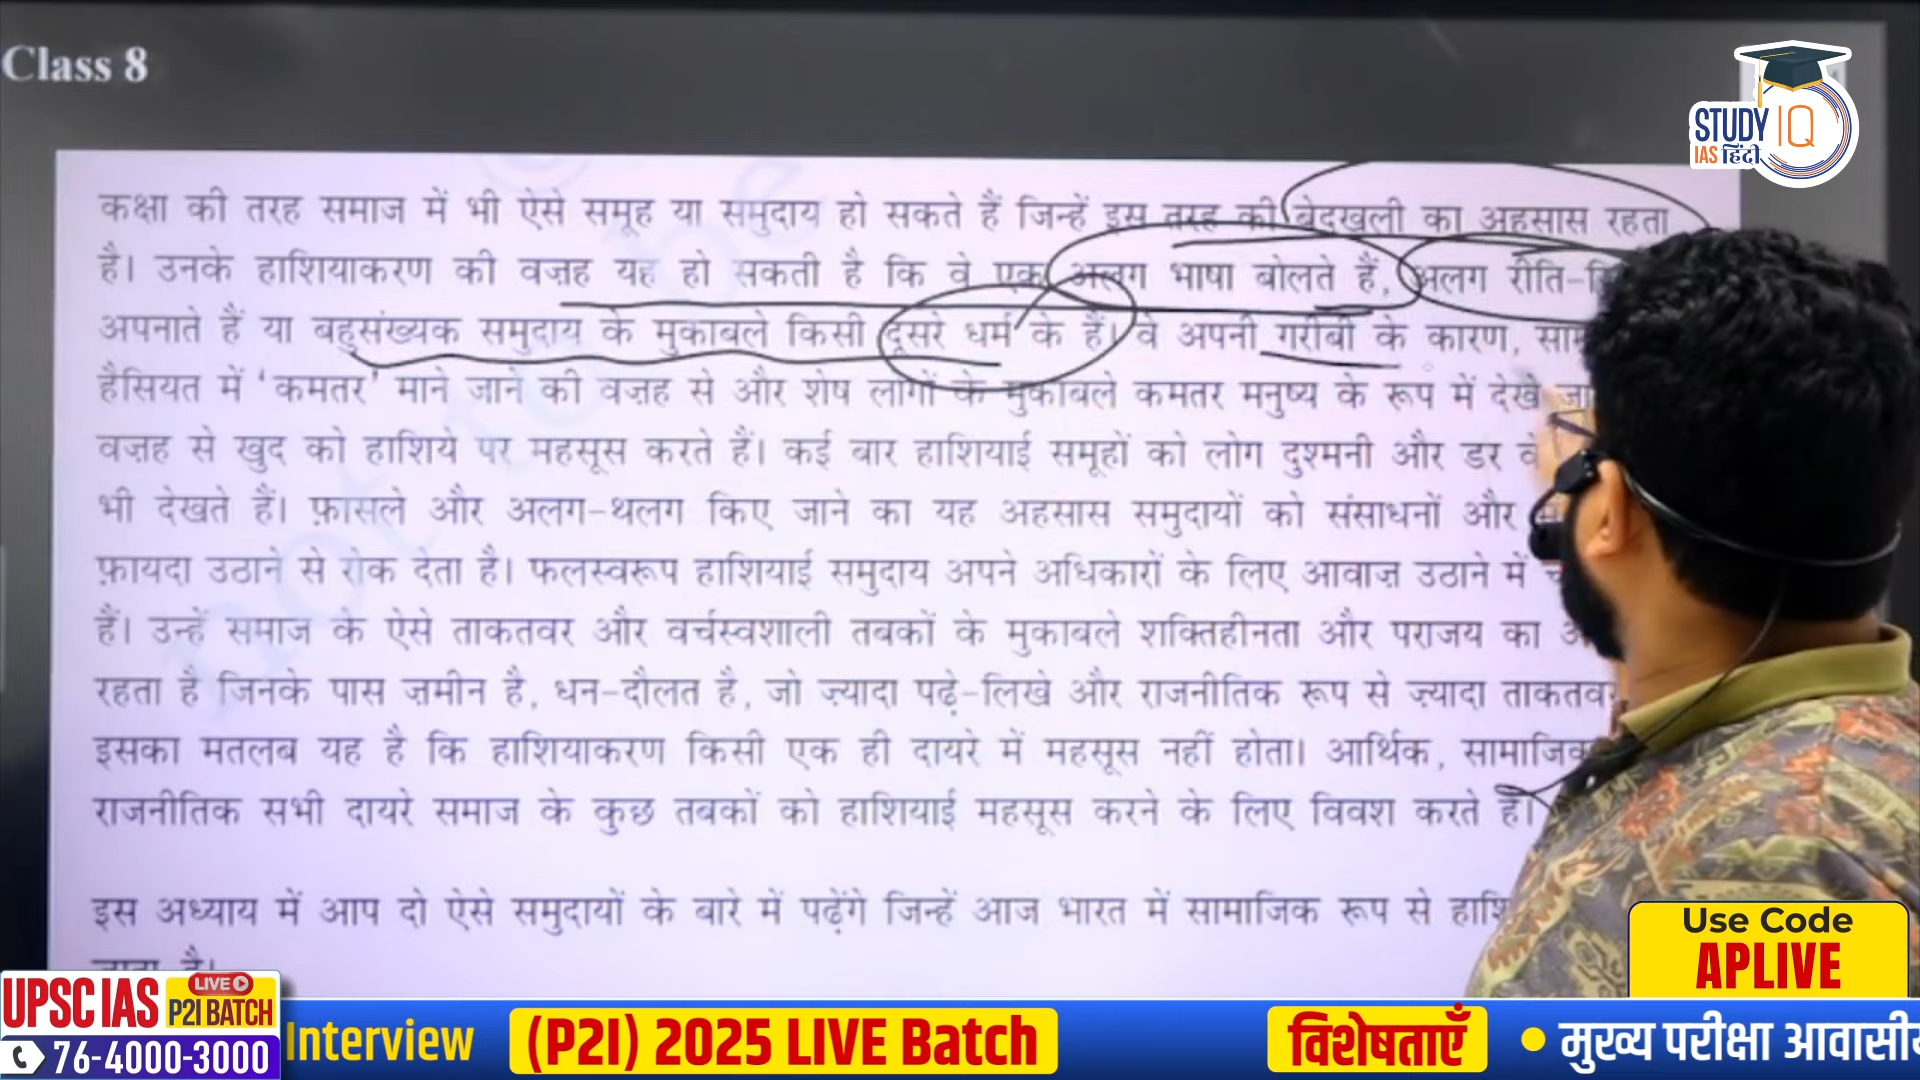 Class 8
STUDY IQ
IAS हिंदी
कक्षा की तरह समाज में भी ऐसे समूह या समुदाय हो सकते हैं जिन्हें इस तरह की बेदखली का अहसास रहता
है। उनके हाशियाकरण की वज़ह यह हो सकती है कि वे एक अलग भाषा बोलते हैं, अलग रीति-
अपनाते हैं या बहुसंख्यक समुदाय के मुकाबले किसी दूसरे धर्म के हैं। वे अपनी गरीबी के कारण,
हैसियत में 'कमतर' माने जाने की वज़ह से और शेष लोगों के मुकाबले कमतर मनुष्य के रूप में देखे
वज़ह से खुद को हाशिये पर महसूस करते हैं। कई बार हाशियाई समूहों को लोग दुश्मनी और डर
भी देखते हैं। फ़ासले और अलग-थलग किए जाने का यह अहसास समुदायों को संसाधनों और
फ़ायदा उठाने से रोक देता है। फलस्वरूप हाशियाई समुदाय अपने अधिकारों के लिए आवाज़ उठाने में
हैं। उन्हें समाज के ऐसे ताकतवर और वर्चस्वशाली तबकों के मुकाबले शक्तिहीनता और पराजय का
रहता है जिनके पास ज़मीन है, धन-दौलत है, जो ज़्यादा पढ़े-लिखे और राजनीतिक रूप से ज़्यादा ताकतवर
इसका मतलब यह है कि हाशियाकरण किसी एक ही दायरे में महसूस नहीं होता। आर्थिक, सामाजिक
राजनीतिक सभी दायरे समाज के कुछ तबकों को हाशियाई महसूस करने के लिए विवश करते हैं।
इस अध्याय में आप दो ऐसे समुदायों के बारे में पढ़ेंगे जिन्हें आज भारत में सामाजिक रूप से
Use Code
APLIVE
UPSC IAS LIVE P2I BATCH
76-4000-3000
Interview (P2I) 2025 LIVE Batch विशेषताएँ • मुख्य परीक्षा